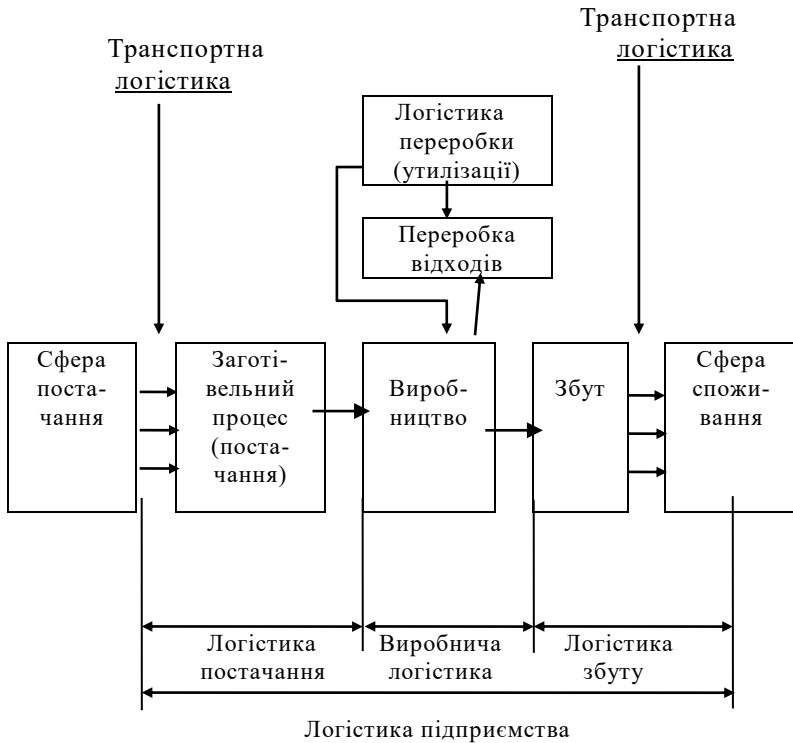 Транспортна
логістика
Транспортна
логістика
Логістика
переробки
(утилізації)
Переробка
відходів
Сфера
поста-
чання
Заготі-
вельний
процес
(поста-
чання)
Вироб-
ництво
Збут
Сфера
спожи-
вання
Логістика
постачання
Виробнича
логістика
Логістика
збуту
Логістика підприємства